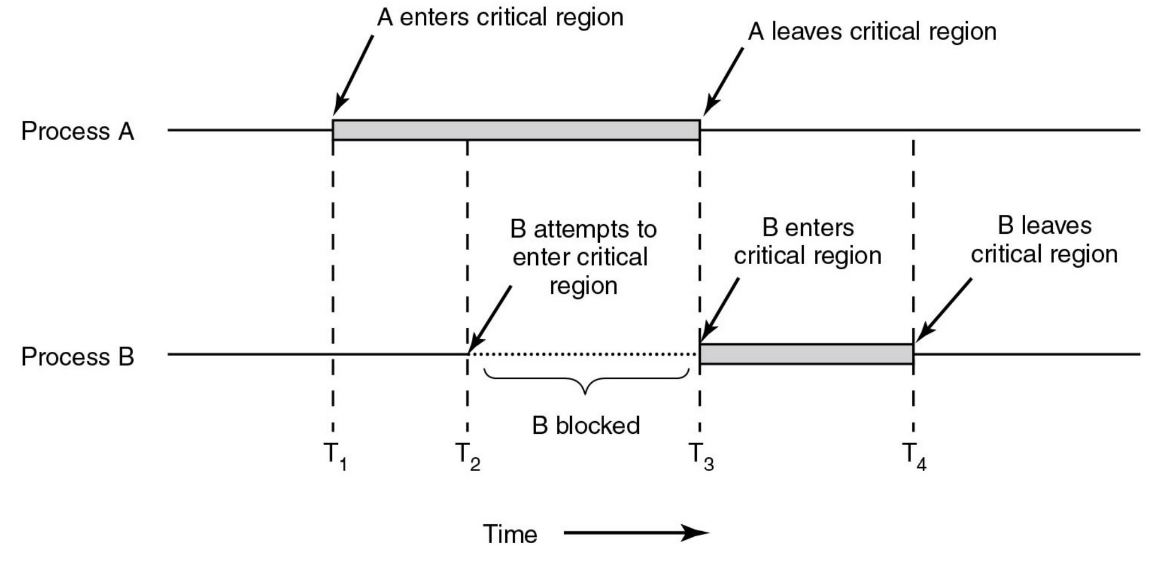 A enters critical region
A leaves critical region
Process A
B attempts to
enter critical
region
B enters
critical region
B leaves
critical region
Process B
B blocked
T1
T2
T3
T4
Time